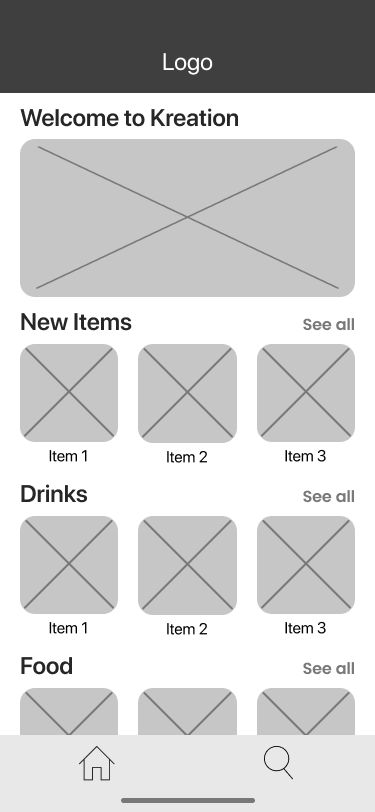 Logo
Welcome to Kreation
New Items See all
Item 1 Item 2 Item 3
Drinks See all
Item 1 Item 2 Item 3
Food See all